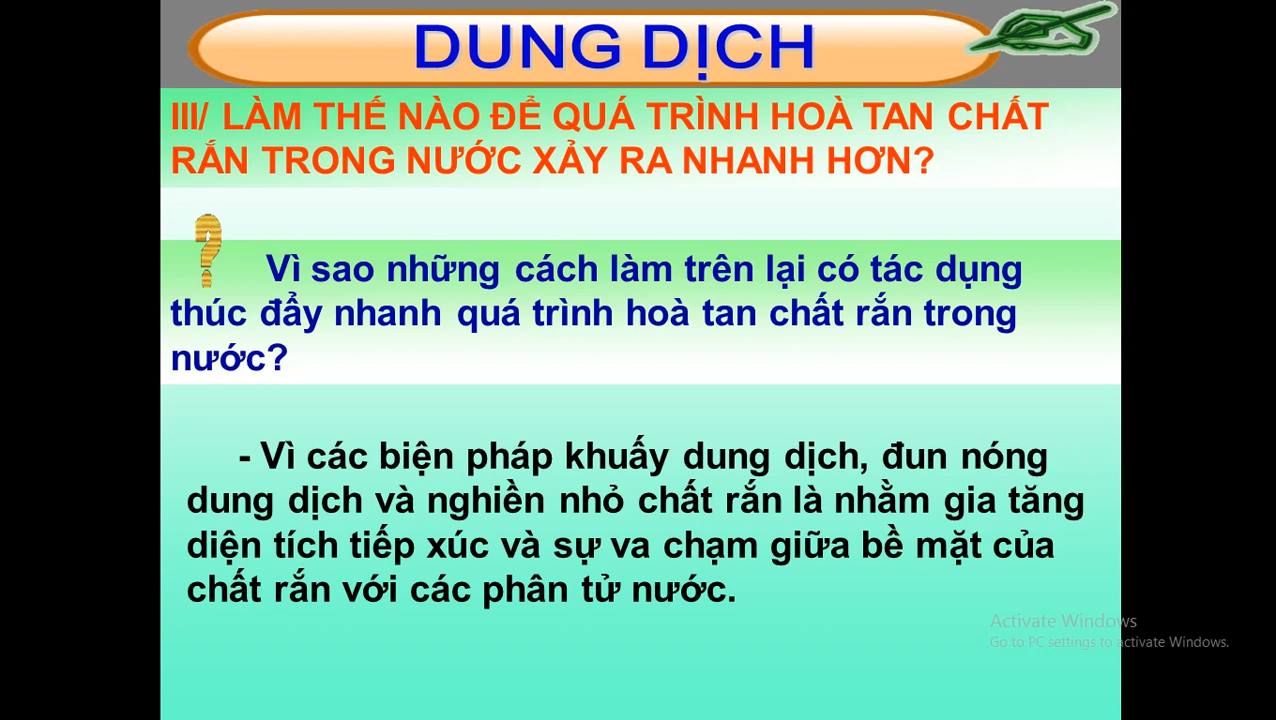 DUNG DỊCH
III/ LÀM THẾ NÀO ĐỂ QUÁ TRÌNH HOÀ TAN CHẤT
RẮN TRONG NƯỚC XẢY RA NHANH HƠN?
?
Vì sao những cách làm trên lại có tác dụng
thúc đẩy nhanh quá trình hoà tan chất rắn trong
nước?
- Vì các biện pháp khuấy dung dịch, đun nóng
dung dịch và nghiền nhỏ chất rắn là nhằm gia tăng
diện tích tiếp xúc và sự va chạm giữa bề mặt của
chất rắn với các phân tử nước.
Activate Windows
Go to PC settings to activate Windows.